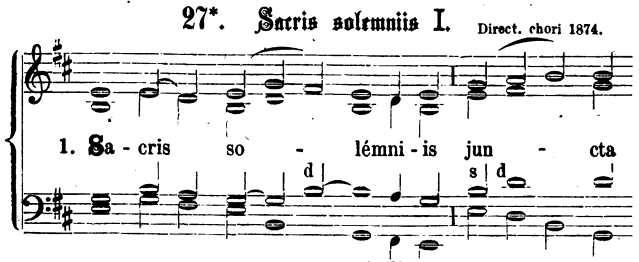 27*. Sacris solemniis I. Direct. chori 1874.
1. Sa - cris so - lémni - is jun - cta
d s d